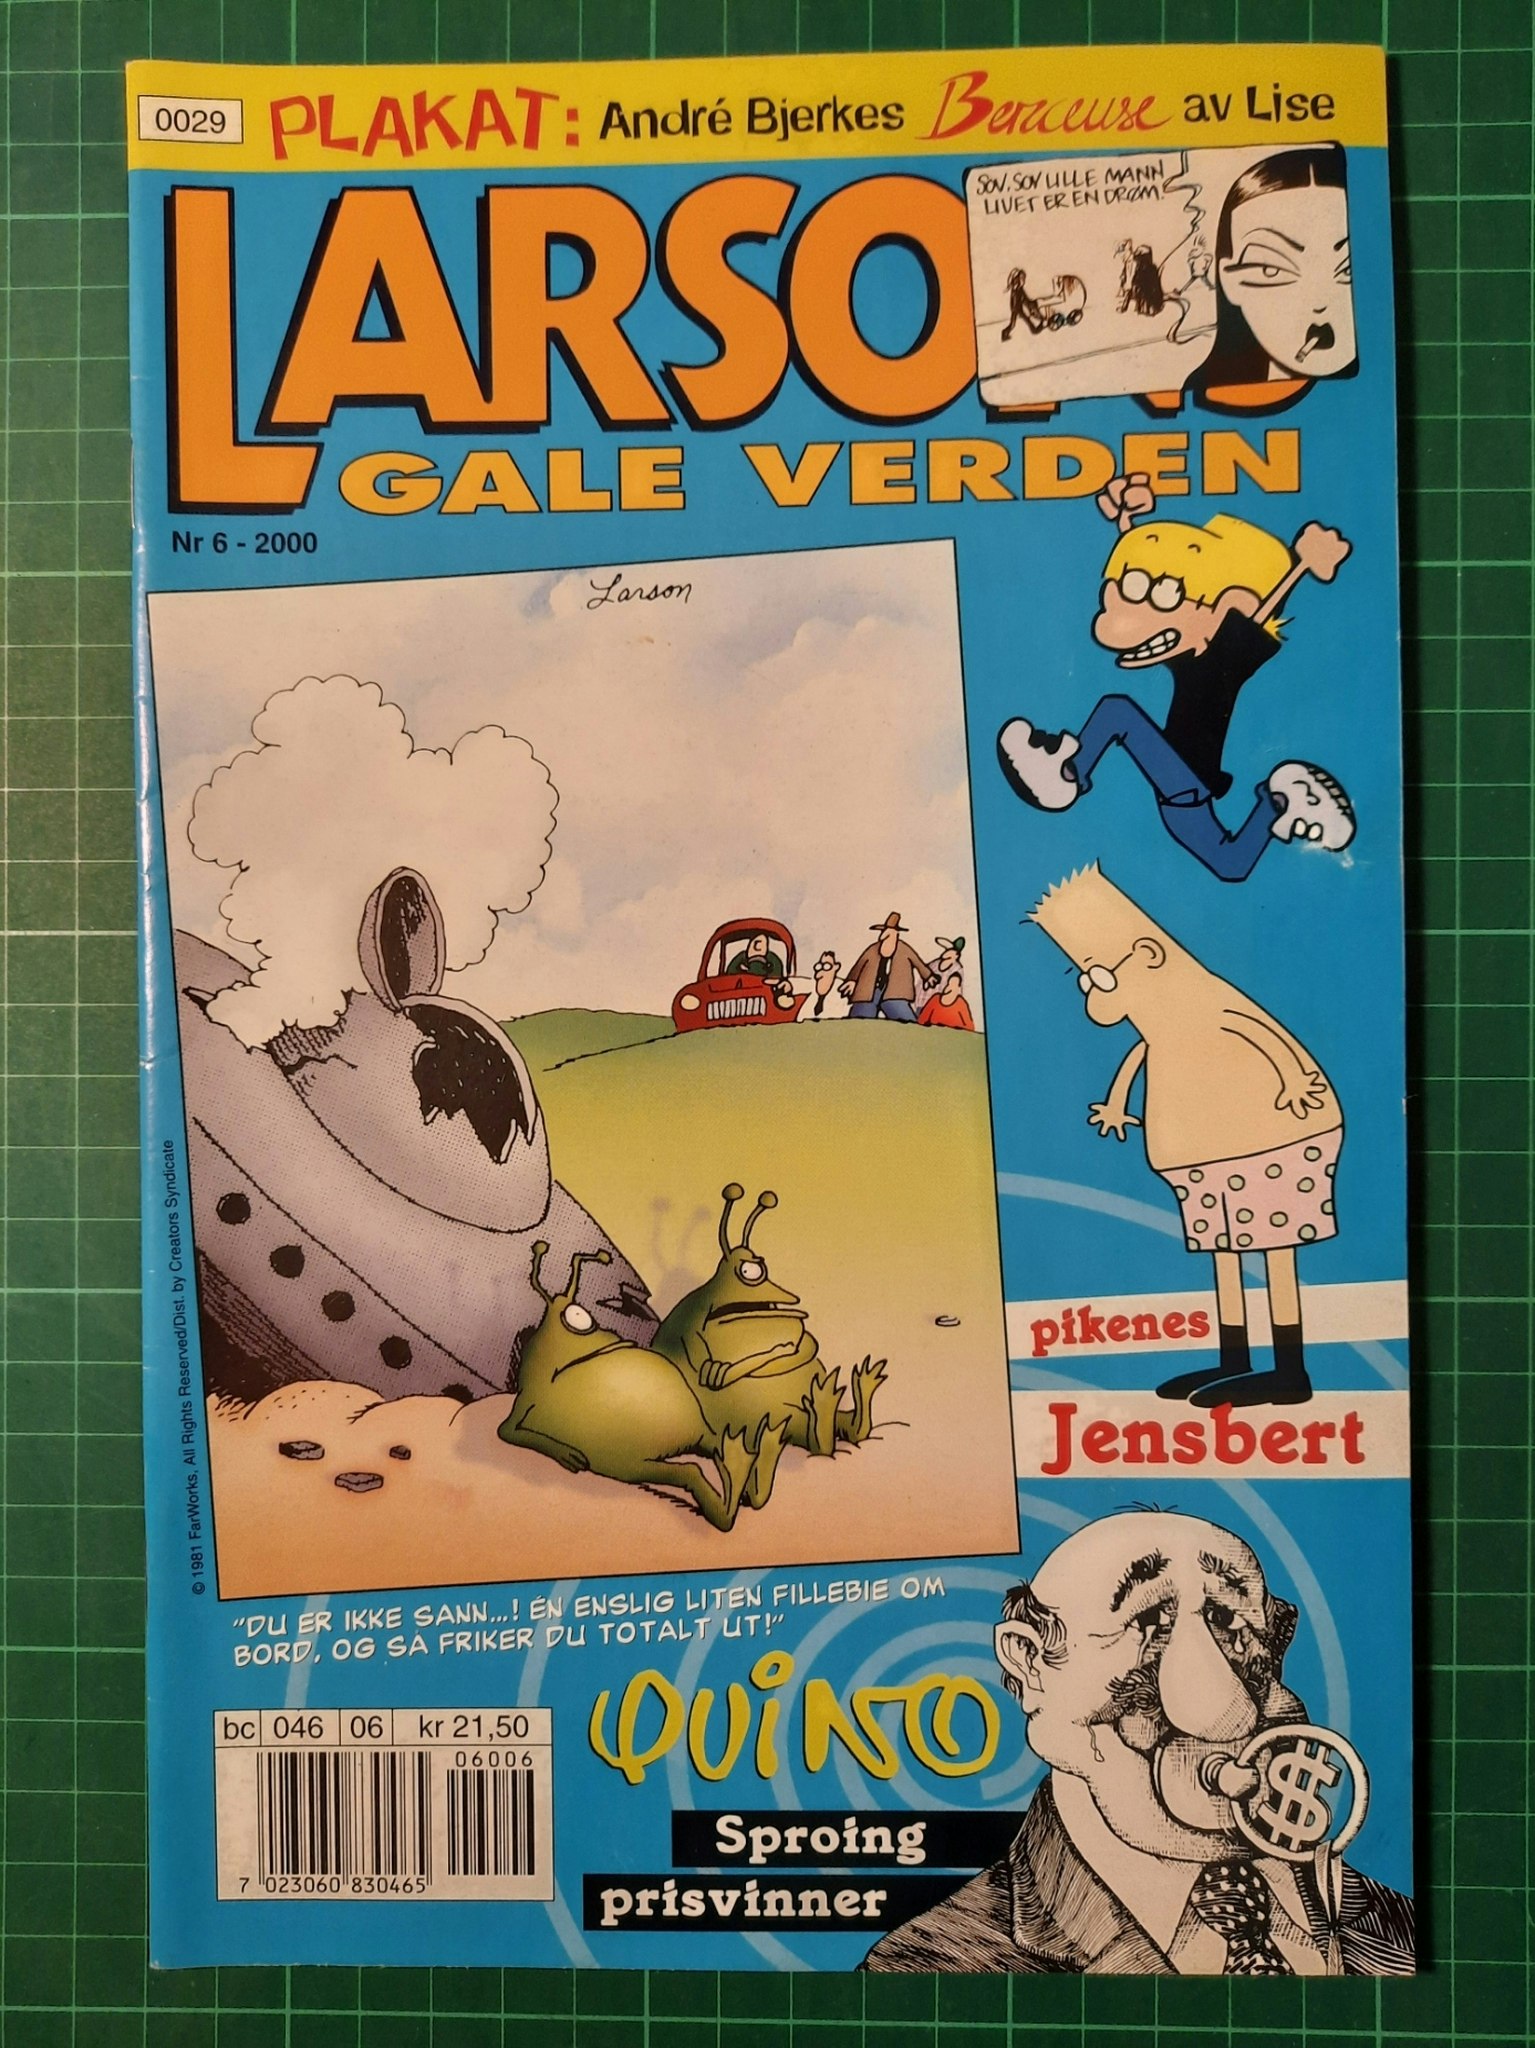 0029
PLAKAT: André Bjerkes Berceuse av Lise
SOV, SOV LILLE MANN
LIVET ER EN DRØM.
LARSONS
GALE VERDEN
Nr 6 - 2000
Larson
© 1981 FarWorks, All Rights Reserved/Dist. by Creators Syndicate
pikenes
Jensbert
"DU ER IKKE SANN...! ÉN ENSLIG LITEN FILLEBIE OM
BORD, OG SÅ FRIKER DU TOTALT UT!"
QUINO
Sproing
prisvinner
bc 046 06 kr 21,50
06006
7 023060 830465
$